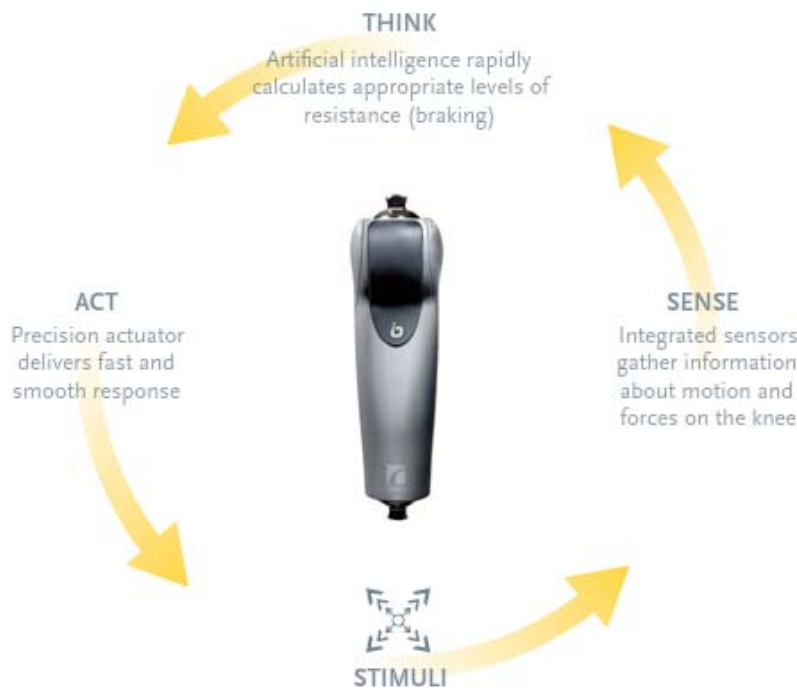 THINK
Artificial intelligence rapidly
calculates appropriate levels of
resistance (braking)
ACT
Precision actuator
delivers fast and
smooth response
SENSE
Integrated sensors
gather information
about motion and
forces on the knee
b
STIMULI